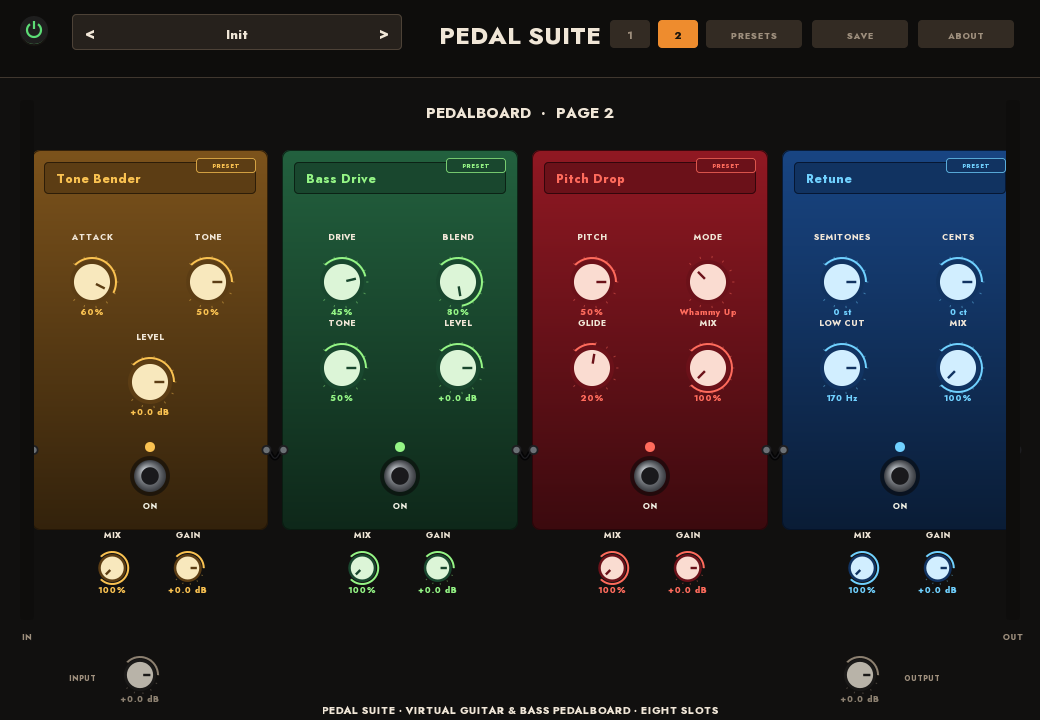 < Init > PEDAL SUITE 1 2 PRESETS SAVE ABOUT
PEDALBOARD · PAGE 2
PRESET PRESET PRESET PRESET
Tone Bender Bass Drive Pitch Drop Retune
ATTACK TONE DRIVE BLEND PITCH MODE SEMITONES CENTS
60% 50% 45% 80% 50% Whammy Up 0 st 0 ct
TONE LEVEL GLIDE MIX LOW CUT MIX
LEVEL
50% +0.0 dB 20% 100% 170 Hz 100%
+0.0 dB
ON ON ON ON
MIX GAIN MIX GAIN MIX GAIN MIX GAIN
100% +0.0 dB 100% +0.0 dB 100% +0.0 dB 100% +0.0 dB
IN OUT
INPUT OUTPUT
+0.0 dB +0.0 dB
PEDAL SUITE · VIRTUAL GUITAR & BASS PEDALBOARD · EIGHT SLOTS